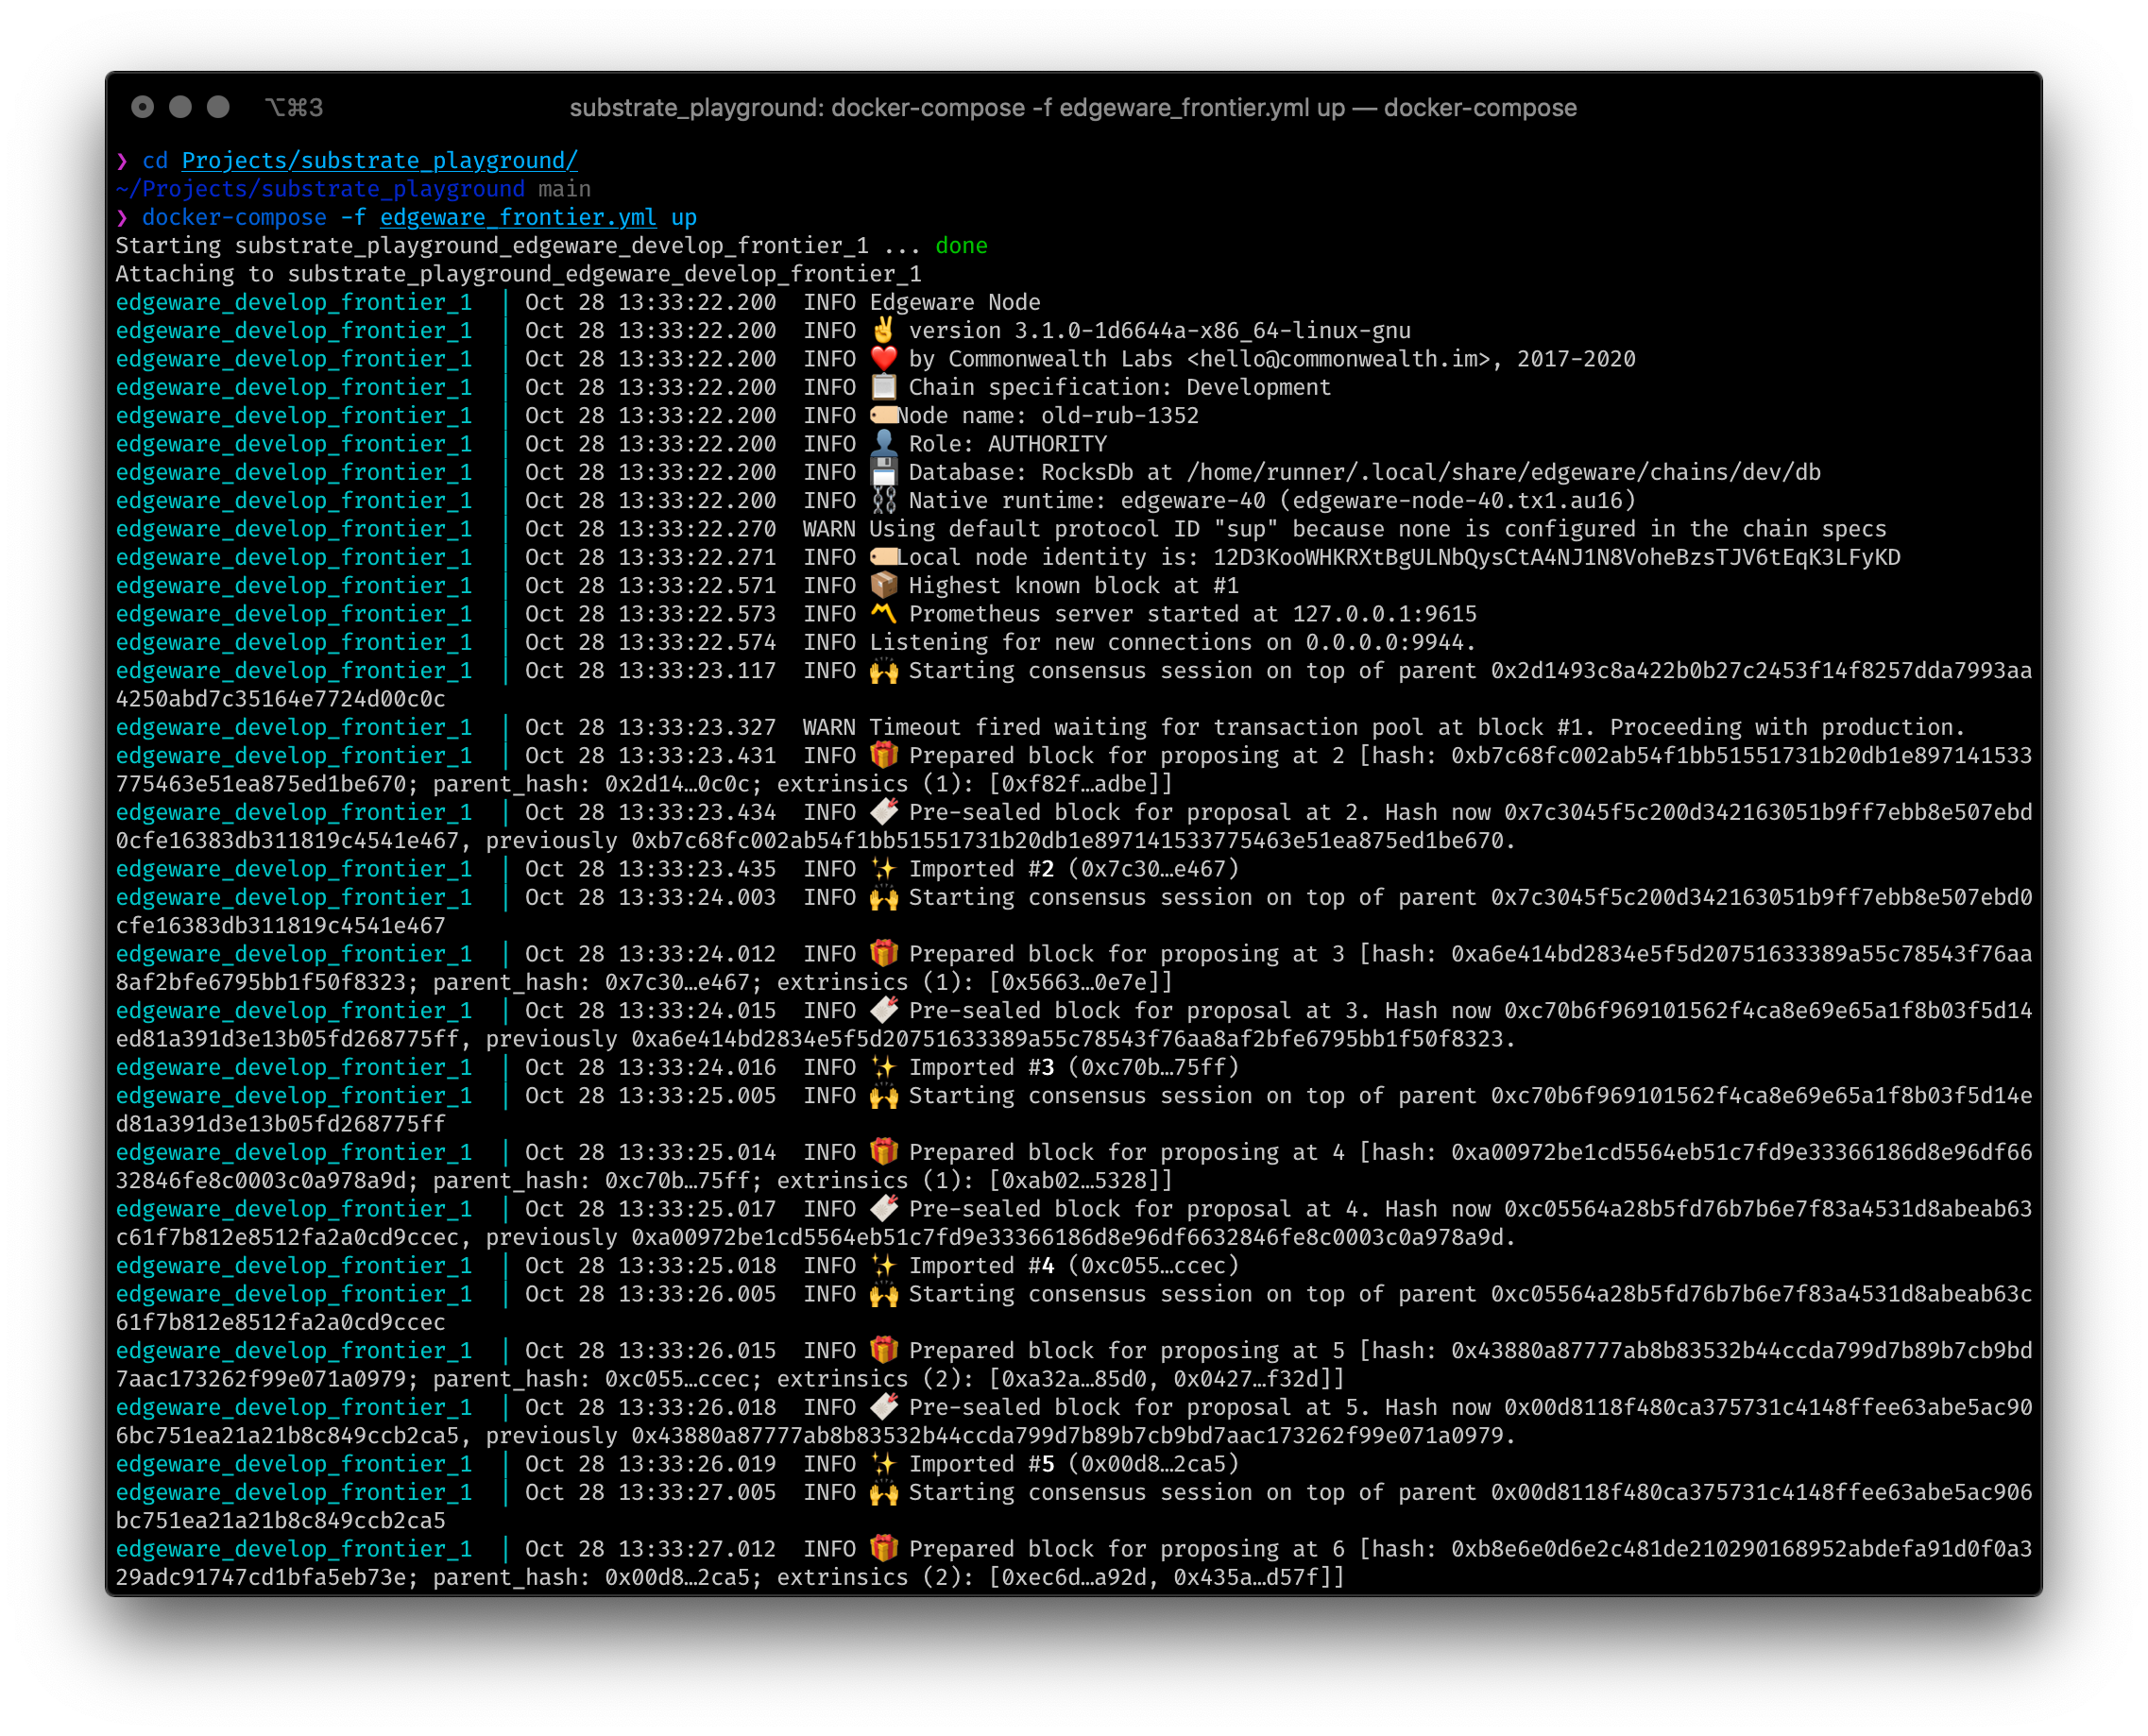 ⌥⌘3 substrate_playground: docker-compose -f edgeware_frontier.yml up — docker-compose
❯ cd Projects/substrate_playground/
~/Projects/substrate_playground main
❯ docker-compose -f edgeware_frontier.yml up
Starting substrate_playground_edgeware_develop_frontier_1 ... done
Attaching to substrate_playground_edgeware_develop_frontier_1
edgeware_develop_frontier_1 | Oct 28 13:33:22.200 INFO Edgeware Node
edgeware_develop_frontier_1 | Oct 28 13:33:22.200 INFO ✌️ version 3.1.0-1d6644a-x86_64-linux-gnu
edgeware_develop_frontier_1 | Oct 28 13:33:22.200 INFO ❤️ by Commonwealth Labs <hello@commonwealth.im>, 2017-2020
edgeware_develop_frontier_1 | Oct 28 13:33:22.200 INFO 📋 Chain specification: Development
edgeware_develop_frontier_1 | Oct 28 13:33:22.200 INFO 🏷 Node name: old-rub-1352
edgeware_develop_frontier_1 | Oct 28 13:33:22.200 INFO 👤 Role: AUTHORITY
edgeware_develop_frontier_1 | Oct 28 13:33:22.200 INFO 💾 Database: RocksDb at /home/runner/.local/share/edgeware/chains/dev/db
edgeware_develop_frontier_1 | Oct 28 13:33:22.200 INFO ⛓ Native runtime: edgeware-40 (edgeware-node-40.tx1.au16)
edgeware_develop_frontier_1 | Oct 28 13:33:22.270 WARN Using default protocol ID "sup" because none is configured in the chain specs
edgeware_develop_frontier_1 | Oct 28 13:33:22.271 INFO 🏷 Local node identity is: 12D3KooWHKRXtBgULNbQysCtA4NJ1N8VoheBzsTJV6tEqK3LFyKD
edgeware_develop_frontier_1 | Oct 28 13:33:22.571 INFO 📦 Highest known block at #1
edgeware_develop_frontier_1 | Oct 28 13:33:22.573 INFO 〽️ Prometheus server started at 127.0.0.1:9615
edgeware_develop_frontier_1 | Oct 28 13:33:22.574 INFO Listening for new connections on 0.0.0.0:9944.
edgeware_develop_frontier_1 | Oct 28 13:33:23.117 INFO 🙌 Starting consensus session on top of parent 0x2d1493c8a422b0b27c2453f14f8257dda7993aa
4250abd7c35164e7724d00c0c
edgeware_develop_frontier_1 | Oct 28 13:33:23.327 WARN Timeout fired waiting for transaction pool at block #1. Proceeding with production.
edgeware_develop_frontier_1 | Oct 28 13:33:23.431 INFO 🎁 Prepared block for proposing at 2 [hash: 0xb7c68fc002ab54f1bb51551731b20db1e897141533
775463e51ea875ed1be670; parent_hash: 0x2d14…0c0c; extrinsics (1): [0xf82f…adbe]]
edgeware_develop_frontier_1 | Oct 28 13:33:23.434 INFO 🔖 Pre-sealed block for proposal at 2. Hash now 0x7c3045f5c200d342163051b9ff7ebb8e507ebd
0cfe16383db311819c4541e467, previously 0xb7c68fc002ab54f1bb51551731b20db1e897141533775463e51ea875ed1be670.
edgeware_develop_frontier_1 | Oct 28 13:33:23.435 INFO ✨ Imported #2 (0x7c30…e467)
edgeware_develop_frontier_1 | Oct 28 13:33:24.003 INFO 🙌 Starting consensus session on top of parent 0x7c3045f5c200d342163051b9ff7ebb8e507ebd0
cfe16383db311819c4541e467
edgeware_develop_frontier_1 | Oct 28 13:33:24.012 INFO 🎁 Prepared block for proposing at 3 [hash: 0xa6e414bd2834e5f5d20751633389a55c78543f76aa
8af2bfe6795bb1f50f8323; parent_hash: 0x7c30…e467; extrinsics (1): [0x5663…0e7e]]
edgeware_develop_frontier_1 | Oct 28 13:33:24.015 INFO 🔖 Pre-sealed block for proposal at 3. Hash now 0xc70b6f969101562f4ca8e69e65a1f8b03f5d14
ed81a391d3e13b05fd268775ff, previously 0xa6e414bd2834e5f5d20751633389a55c78543f76aa8af2bfe6795bb1f50f8323.
edgeware_develop_frontier_1 | Oct 28 13:33:24.016 INFO ✨ Imported #3 (0xc70b…75ff)
edgeware_develop_frontier_1 | Oct 28 13:33:25.005 INFO 🙌 Starting consensus session on top of parent 0xc70b6f969101562f4ca8e69e65a1f8b03f5d14e
d81a391d3e13b05fd268775ff
edgeware_develop_frontier_1 | Oct 28 13:33:25.014 INFO 🎁 Prepared block for proposing at 4 [hash: 0xa00972be1cd5564eb51c7fd9e33366186d8e96df66
32846fe8c0003c0a978a9d; parent_hash: 0xc70b…75ff; extrinsics (1): [0xab02…5328]]
edgeware_develop_frontier_1 | Oct 28 13:33:25.017 INFO 🔖 Pre-sealed block for proposal at 4. Hash now 0xc05564a28b5fd76b7b6e7f83a4531d8abeab63
c61f7b812e8512fa2a0cd9ccec, previously 0xa00972be1cd5564eb51c7fd9e33366186d8e96df6632846fe8c0003c0a978a9d.
edgeware_develop_frontier_1 | Oct 28 13:33:25.018 INFO ✨ Imported #4 (0xc055…ccec)
edgeware_develop_frontier_1 | Oct 28 13:33:26.005 INFO 🙌 Starting consensus session on top of parent 0xc05564a28b5fd76b7b6e7f83a4531d8abeab63c
61f7b812e8512fa2a0cd9ccec
edgeware_develop_frontier_1 | Oct 28 13:33:26.015 INFO 🎁 Prepared block for proposing at 5 [hash: 0x43880a87777ab8b83532b44ccda799d7b89b7cb9bd
7aac173262f99e071a0979; parent_hash: 0xc055…ccec; extrinsics (2): [0xa32a…85d0, 0x0427…f32d]]
edgeware_develop_frontier_1 | Oct 28 13:33:26.018 INFO 🔖 Pre-sealed block for proposal at 5. Hash now 0x00d8118f480ca375731c4148ffee63abe5ac90
6bc751ea21a21b8c849ccb2ca5, previously 0x43880a87777ab8b83532b44ccda799d7b89b7cb9bd7aac173262f99e071a0979.
edgeware_develop_frontier_1 | Oct 28 13:33:26.019 INFO ✨ Imported #5 (0x00d8…2ca5)
edgeware_develop_frontier_1 | Oct 28 13:33:27.005 INFO 🙌 Starting consensus session on top of parent 0x00d8118f480ca375731c4148ffee63abe5ac906
bc751ea21a21b8c849ccb2ca5
edgeware_develop_frontier_1 | Oct 28 13:33:27.012 INFO 🎁 Prepared block for proposing at 6 [hash: 0xb8e6e0d6e2c481de210290168952abdefa91d0f0a3
29adc91747cd1bfa5eb73e; parent_hash: 0x00d8…2ca5; extrinsics (2): [0xec6d…a92d, 0x435a…d57f]]